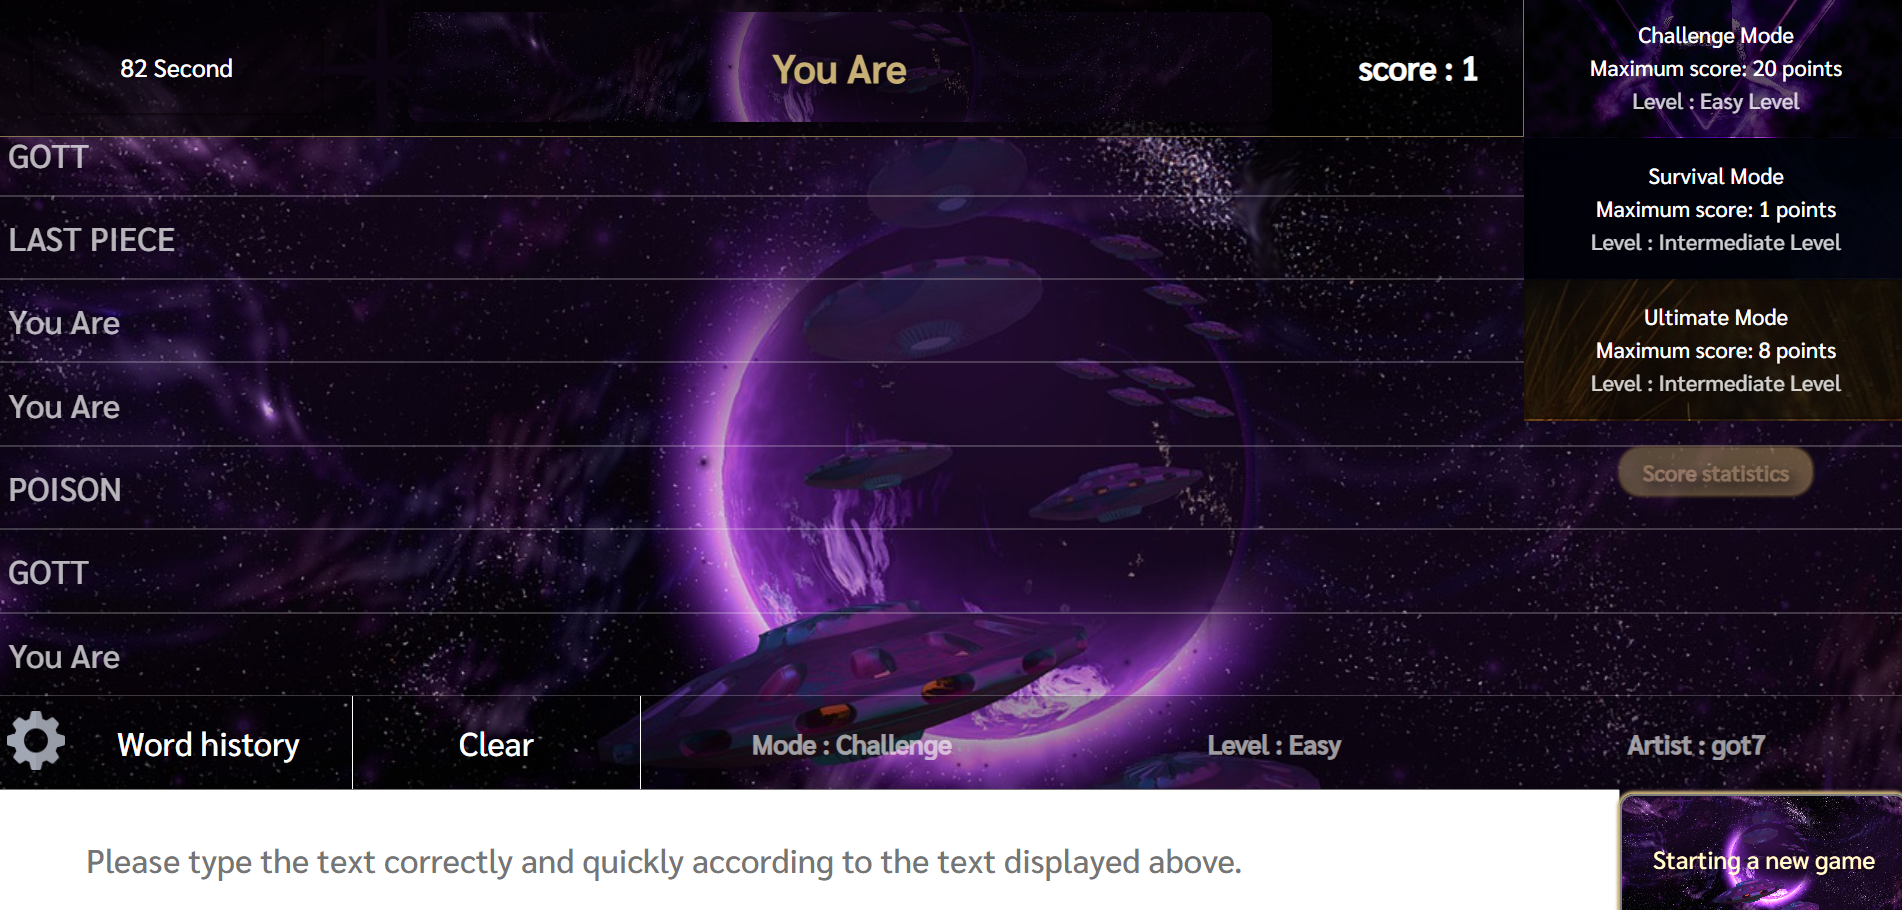 82 Second
You Are
score : 1
Challenge Mode
Maximum score: 20 points
Level : Easy Level
Survival Mode
Maximum score: 1 points
Level : Intermediate Level
Ultimate Mode
Maximum score: 8 points
Level : Intermediate Level
Score statistics
GOTT
LAST PIECE
You Are
You Are
POISON
GOTT
You Are
Word history
Clear
Mode : Challenge
Level : Easy
Artist : got7
Please type the text correctly and quickly according to the text displayed above.
Starting a new game